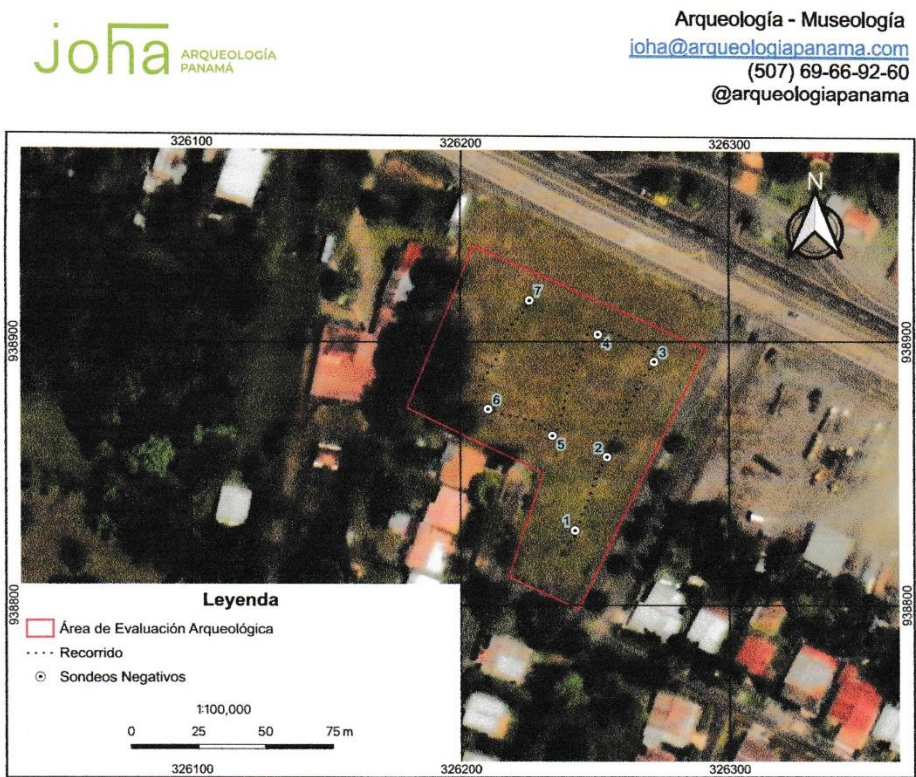 joha ARQUEOLOGÍA
PANAMÁ
Arqueología - Museología
joha@arqueologiapanama.com
(507) 69-66-92-60
@arqueologiapanama
326100 326200 326300
N
938900 938900
938800 938800
7
4
3
6
5
2
1
Leyenda
Área de Evaluación Arqueológica
Recorrido
Sondeos Negativos
1:100,000
0 25 50 75 m
326100 326200 326300